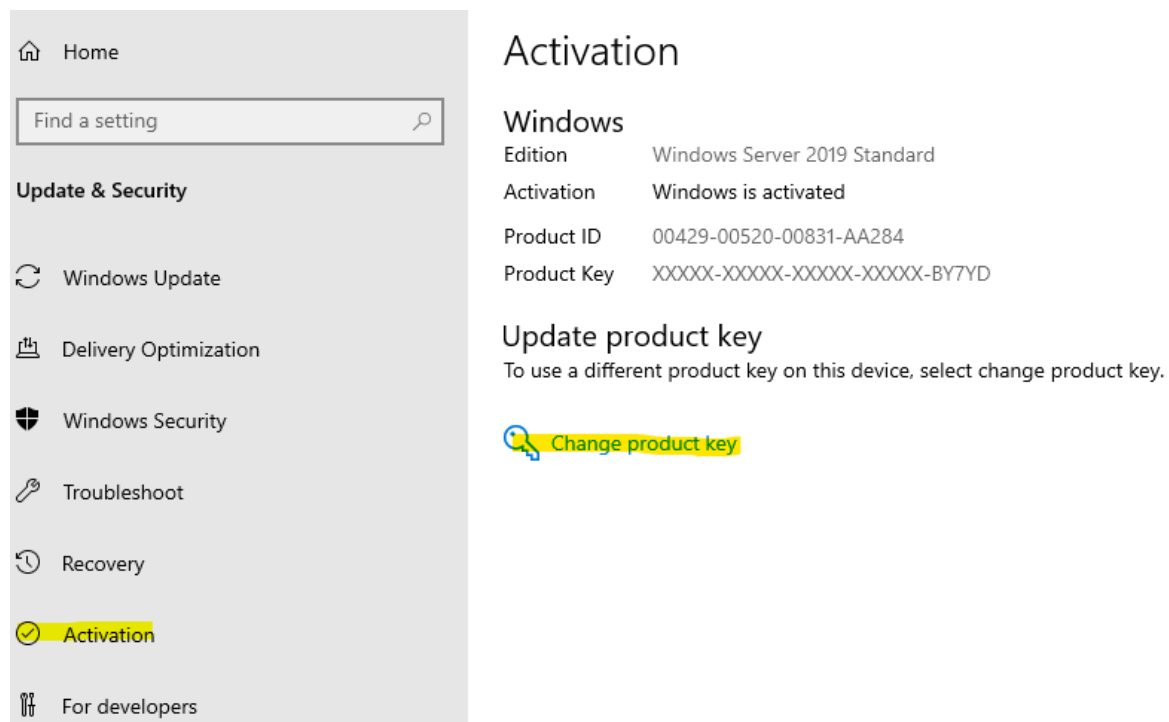 Home
Find a setting
Update & Security
Windows Update
Delivery Optimization
Windows Security
Troubleshoot
Recovery
Activation
For developers
Activation
Windows
Edition Windows Server 2019 Standard
Activation Windows is activated
Product ID 00429-00520-00831-AA284
Product Key XXXXX-XXXXX-XXXXX-XXXXX-BY7YD
Update product key
To use a different product key on this device, select change product key.
Change product key